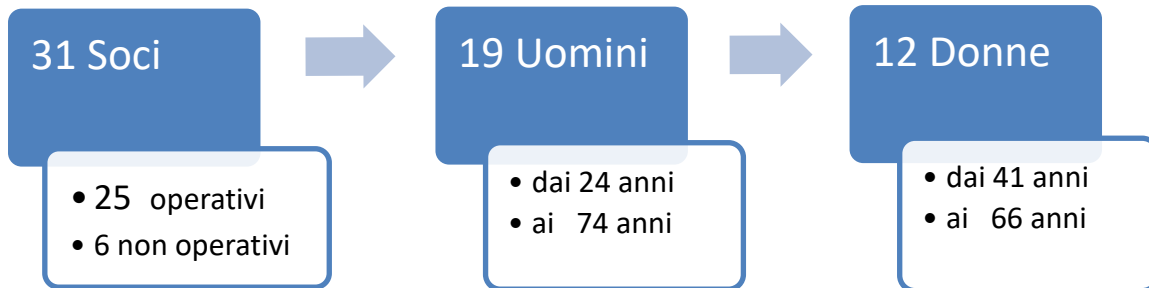 31 Soci
• 25 operativi
• 6 non operativi
19 Uomini
• dai 24 anni
• ai 74 anni
12 Donne
• dai 41 anni
• ai 66 anni